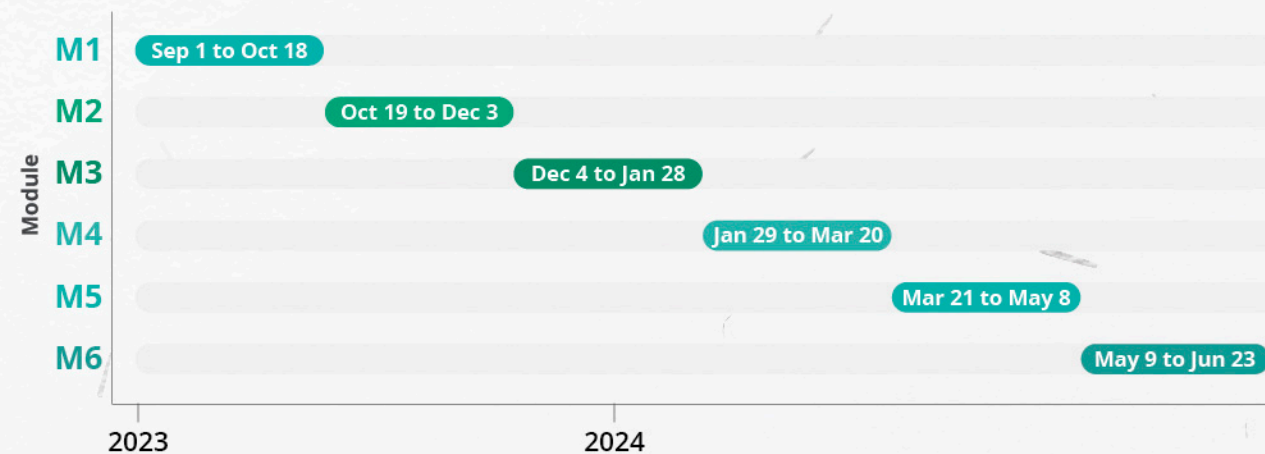 Module
M1
Sep 1 to Oct 18
M2
Oct 19 to Dec 3
M3
Dec 4 to Jan 28
M4
Jan 29 to Mar 20
M5
Mar 21 to May 8
M6
May 9 to Jun 23
2023
2024